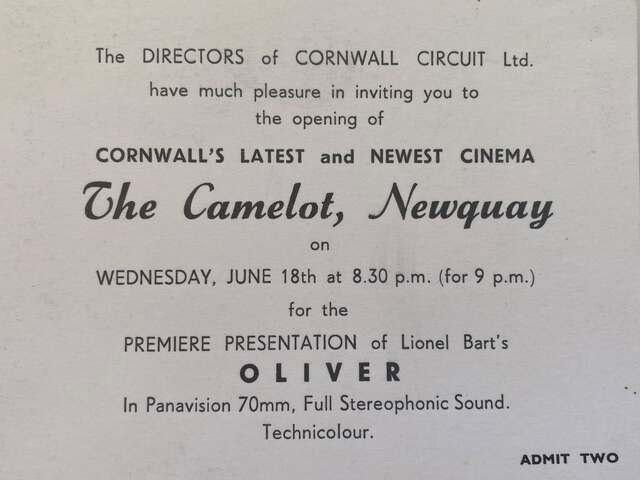 The DIRECTORS of CORNWALL CIRCUIT Ltd.
have much pleasure in inviting you to
the opening of
CORNWALL'S LATEST and NEWEST CINEMA
The Camelot, Newquay
on
WEDNESDAY, JUNE 18th at 8.30 p.m. (for 9 p.m.)
for the
PREMIERE PRESENTATION of Lionel Bart's
OLIVER
In Panavision 70mm, Full Stereophonic Sound.
Technicolour.
ADMIT TWO